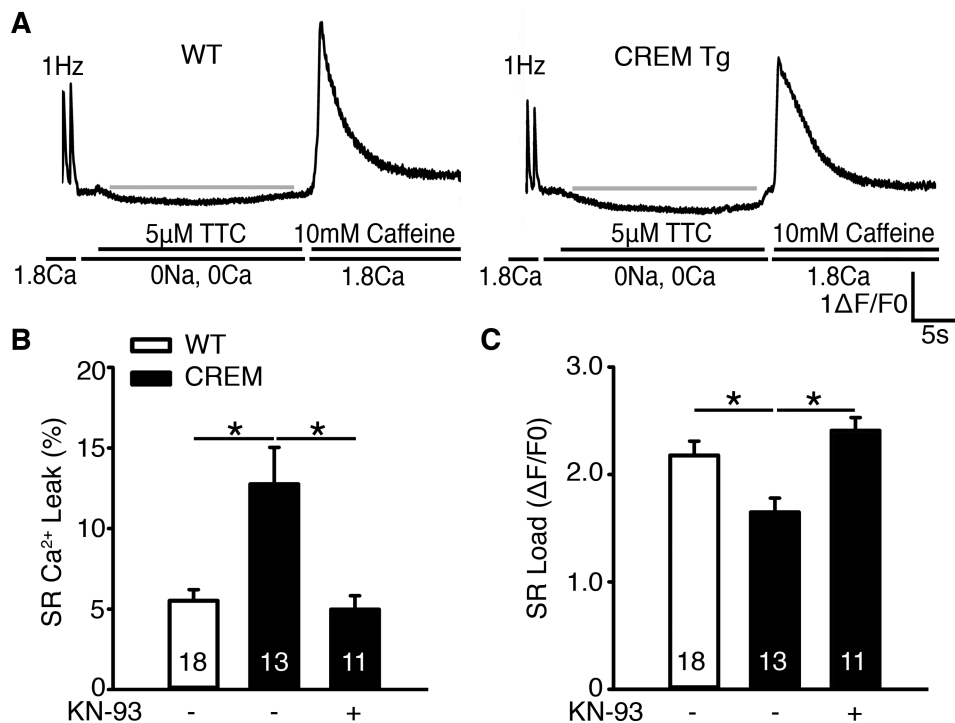 A
WT
CREM Tg
1Hz
1Hz
5μM TTC
10mM Caffeine
5μM TTC
10mM Caffeine
1.8Ca
0Na, 0Ca
1.8Ca
1.8Ca
0Na, 0Ca
1.8Ca
1ΔF/F0
5s
B
WT
CREM
SR Ca²⁺ Leak (%)
20
15
10
5
0
*
*
18
13
11
KN-93
-
-
+
C
SR Load (ΔF/F0)
3.0
2.0
1.0
0
*
*
18
13
11
KN-93
-
-
+